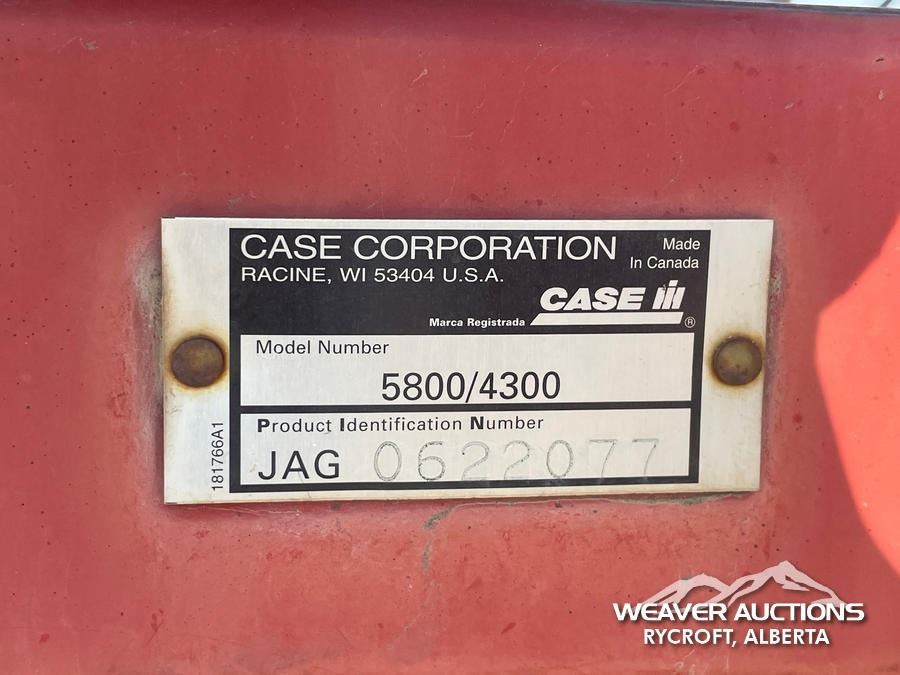 CASE CORPORATION
Made
In Canada
RACINE, WI 53404 U.S.A.
CASE IH
Marca Registrada
®
Model Number
5800/4300
Product Identification Number
JAG 0622077
181766A1
WEAVER AUCTIONS
RYCROFT, ALBERTA